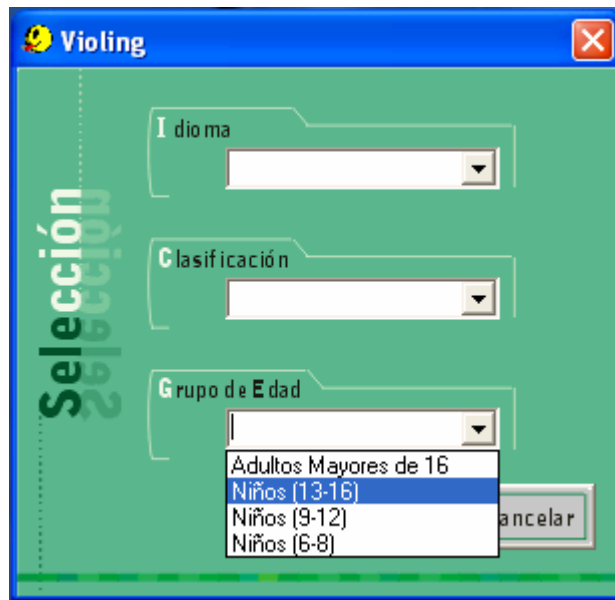 Violing
Selección
Idioma
Clasificación
Grupo de Edad
Adultos Mayores de 16
Niños (13-16)
Niños (9-12)
Niños (6-8)
ancelar